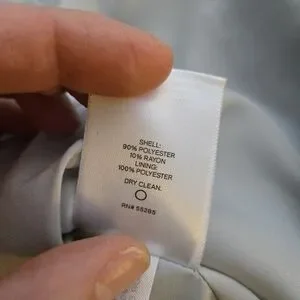 SHELL:
90% POLYESTER
10% RAYON
LINING:
100% POLYESTER
DRY CLEAN.
RN# 55285